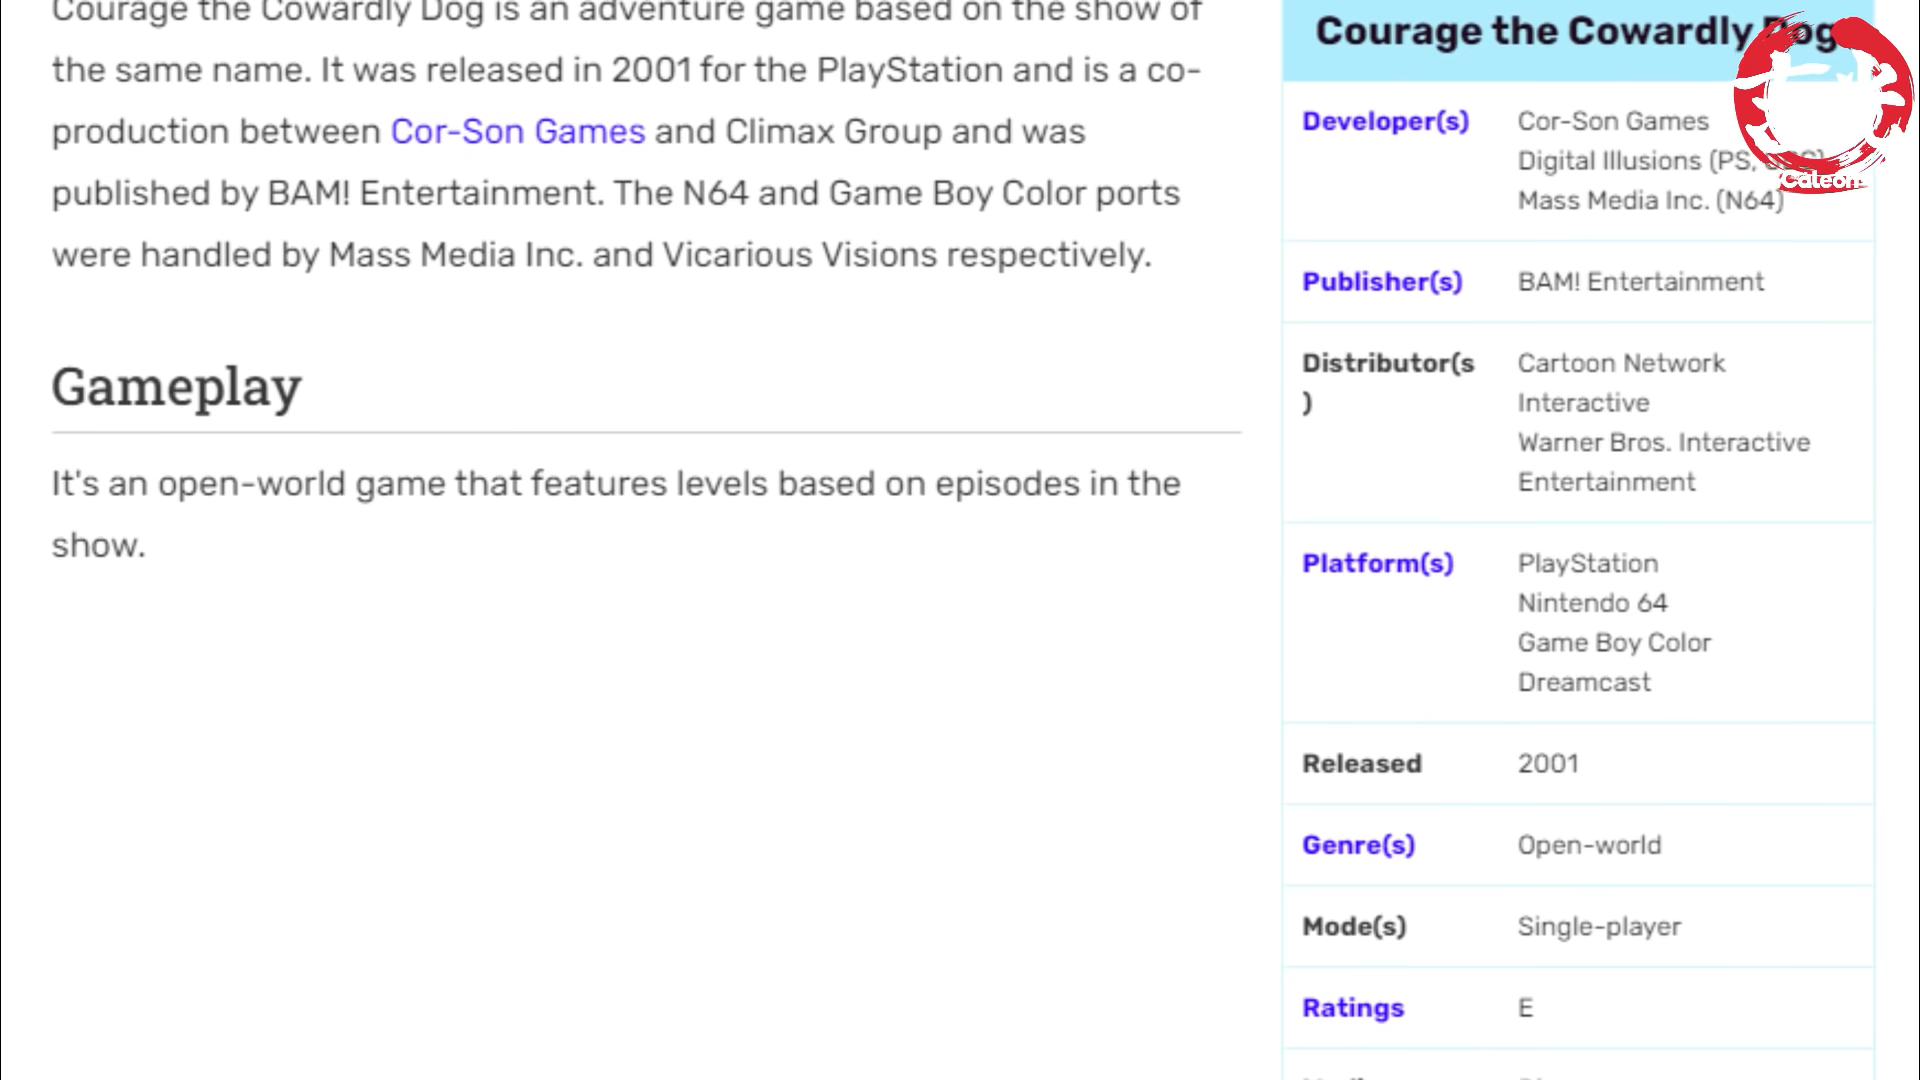 Courage the Cowardly Dog is an adventure game based on the show of
the same name. It was released in 2001 for the PlayStation and is a co-
production between Cor-Son Games and Climax Group and was
published by BAM! Entertainment. The N64 and Game Boy Color ports
were handled by Mass Media Inc. and Vicarious Visions respectively.
Gameplay
It's an open-world game that features levels based on episodes in the
show.
Courage the Cowardly Dog
Developer(s)
Cor-Son Games
Digital Illusions (PS,
Mass Media Inc. (N64)
Publisher(s)
BAM! Entertainment
Distributor(s
)
Cartoon Network
Interactive
Warner Bros. Interactive
Entertainment
Platform(s)
PlayStation
Nintendo 64
Game Boy Color
Dreamcast
Released
2001
Genre(s)
Open-world
Mode(s)
Single-player
Ratings
E